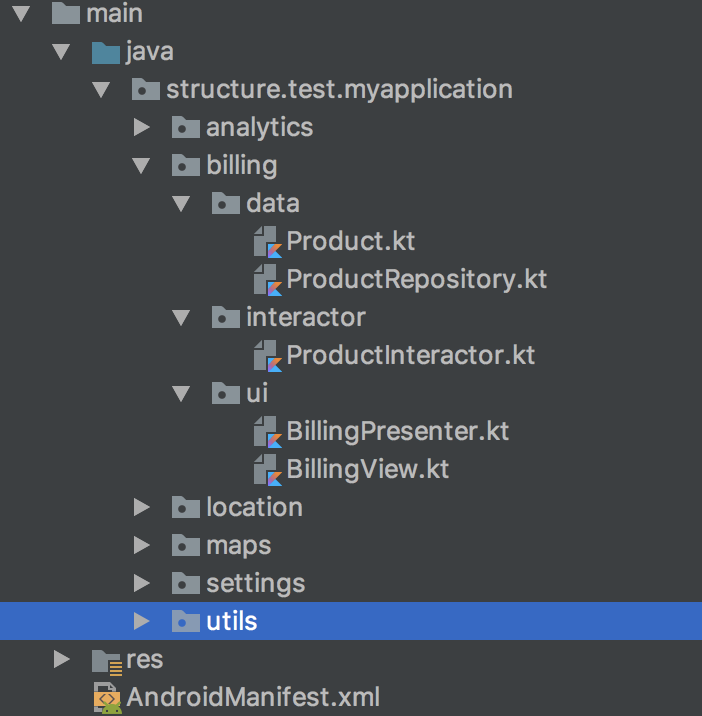 main
java
structure.test.myapplication
analytics
billing
data
Product.kt
ProductRepository.kt
interactor
ProductInteractor.kt
ui
BillingPresenter.kt
BillingView.kt
location
maps
settings
utils
res
AndroidManifest.xml